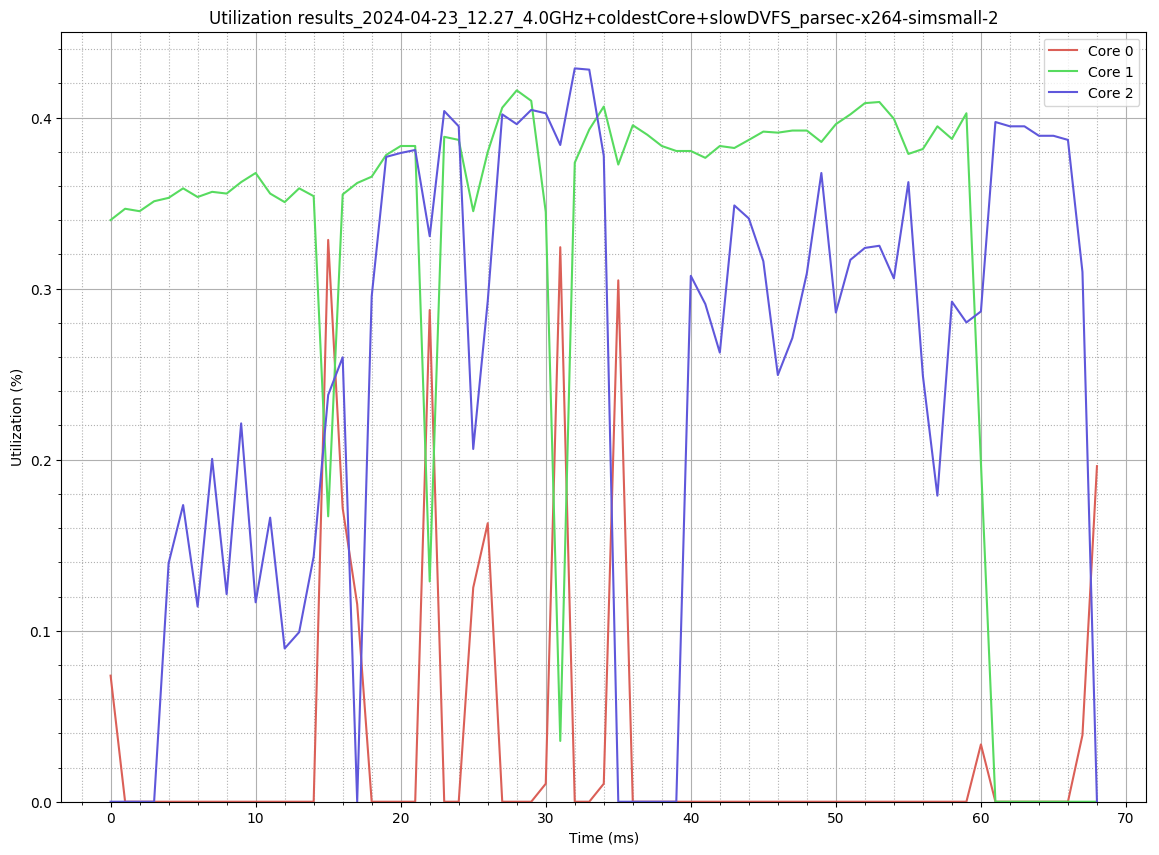 Utilization results_2024-04-23_12.27_4.0GHz+coldestCore+slowDVFS_parsec-x264-simsmall-2
Core 0
Core 1
Core 2
Utilization (%)
0.4
0.3
0.2
0.1
0.0
0 10 20 30 40 50 60 70
Time (ms)